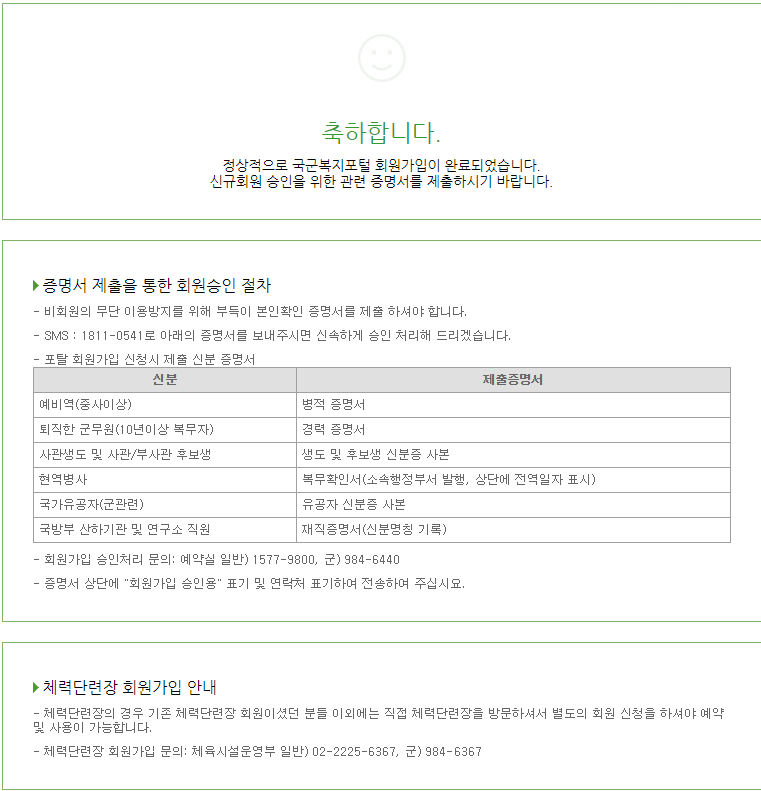 축하합니다.
정상적으로 국군복지포털 회원가입이 완료되었습니다.
신규회원 승인을 위한 관련 증명서를 제출하시기 바랍니다.
증명서 제출을 통한 회원승인 절차
- 비회원의 무단 이용방지를 위해 부득이 본인확인 증명서를 제출 하셔야 합니다.
- SMS : 1811-0541로 아래의 증명서를 보내주시면 신속하게 승인 처리해 드리겠습니다.
- 포탈 회원가입 신청시 제출 신분 증명서
신분 제출증명서
예비역(중사이상) 병적 증명서
퇴직한 군무원(10년이상 복무자) 경력 증명서
사관생도 및 사관/부사관 후보생 생도 및 후보생 신분증 사본
현역병사 복무확인서(소속행정부서 발행, 상단에 전역일자 표시)
국가유공자(군관련) 유공자 신분증 사본
국방부 산하기관 및 연구소 직원 재직증명서(신분명칭 기록)
- 회원가입 승인처리 문의: 예약실 일반) 1577-9800, 군) 984-6440
- 증명서 상단에 "회원가입 승인용" 표기 및 연락처 표기하여 전송하여 주십시요.
체력단련장 회원가입 안내
- 체력단련장의 경우 기존 체력단련장 회원이셨던 분들 이외에는 직접 체력단련장을 방문하셔서 별도의 회원 신청을 하셔야 예약
및 사용이 가능합니다.
- 체력단련장 회원가입 문의: 체육시설운영부 일반) 02-2225-6367, 군) 984-6367